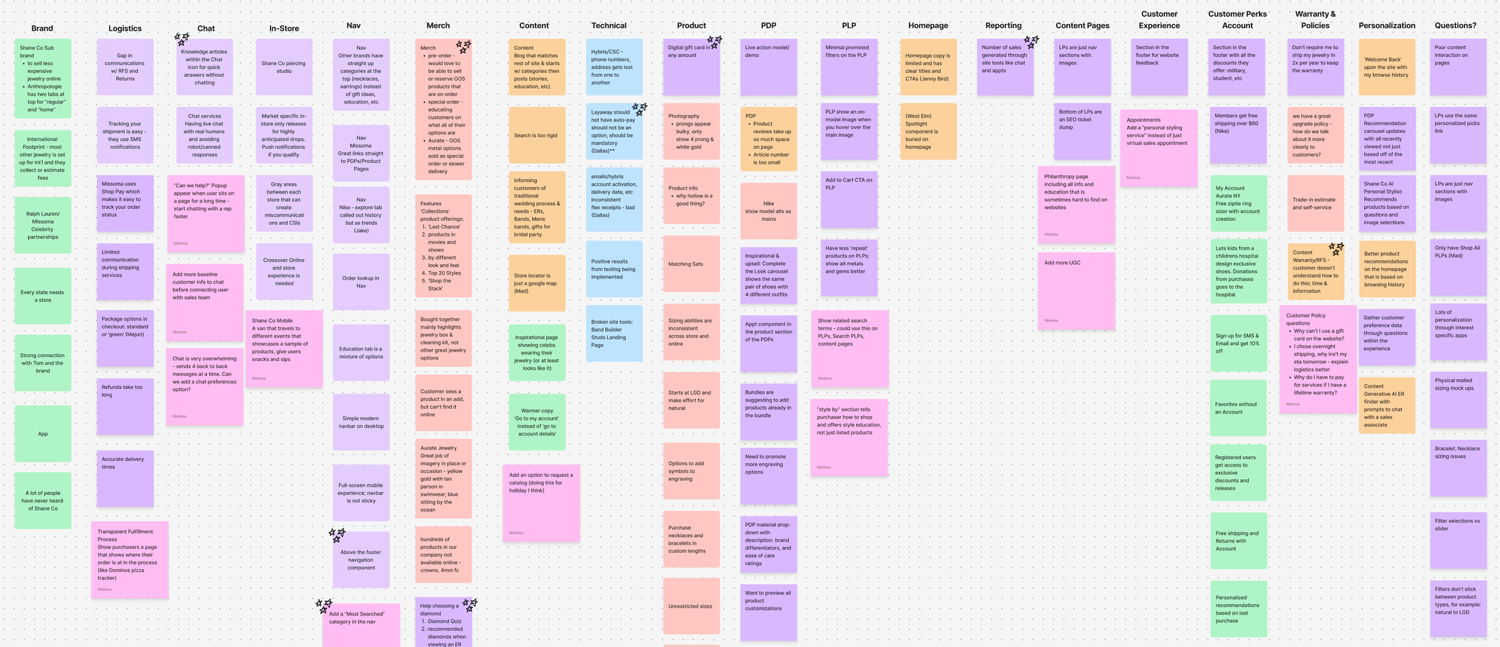 Brand
Shane Co Sub
brand
• to sell less
expensive
jewelry online
• Anthropologie
has two tabs at
top for "regular"
and "home"
International
Footprint - most
other jewelry is set
up for int'l and they
collect or estimate
fees
Ralph Lauren/
Missoma
Celebrity
partnerships
Every state needs
a store
Strong connection
with Tom and the
brand
App
A lot of people
have never heard
of Shane Co
Logistics
Gap in
communications
w/ RFS and
Returns
Tracking your
shipment is easy -
they use SMS
notifications
Missoma uses
Shop Pay which
makes it easy to
track your order
status
Limited
communication
during shipping
services
Package options in
checkout: standard
or 'green' (Mejuri)
Refunds take too
long
Accurate delivery
times
Transparent Fulfillment
Process
Show purchasers a page
that shows where their
order is at in the process
(like Dominos pizza
tracker)
Melissa
Chat
Knowledge articles
within the Chat
icon for quick
answers without
chatting
Chat services
Having live chat
with real humans
and avoiding
robot/canned
responses
"Can we help?" Popup
appear when user sits on
a page for a long time -
start chatting with a rep
faster
Melissa
Add more baseline
customer info to chat
before connecting user
with sales team
Melissa
Chat is very overwhelming
- sends 4 back to back
messages at a time. Can
we add a chat preferences
option?
Melissa
In-Store
Shane Co piercing
studio
Market specific in-
store only releases
for highly
anticipated drops.
Push notifications
if you qualify.
Gray areas
between each
store that can
create
miscommunicati
ons and CSIs
Crossover Online
and store
experience is
needed
Shane Co Mobile
A van that travels to
different events that
showcases a sample of
products, give users
snacks and sips
Melissa
Nav
Nav
Other brands have
straight up
categories at the
top (necklaces,
earrings) instead
of gift ideas,
education, etc
Nav
Missoma
Great links straight
to PDPs/Product
Pages
Nav
Nike - explore tab
called out history
but as trends
(Jake)
Order lookup in
Nav
Education tab is a
mixture of options
Simple modern
navbar on desktop
Full-screen mobile
experience; navbar
is not sticky
Above the footer
navigation
component
Add a "Most Searched"
category in the nav
Merch
Merch
• pre-order -
would love to
be able to sell
or reserve OOS
products that
are on order
• special order -
educating
customers on
what all of their
options are
• Aurate - OOS
metal options
sold as special
order or slower
delivery
Features
'Collections'
product offerings:
1. 'Last Chance'
2. products in
movies and
shows
3. by different
look and feel
4. Top 20 Styles
5. 'Shop the
Stack'
Bought together
mainly highlights
jewelry box &
cleaning kit, not
other great jewelry
options
Customer sees a
product in an add,
but can't find it
online
Aurate Jewelry
Great job of
imagery in place or
occasion - yellow
gold with tan
person in
swimwear; blue
sitting by the
ocean
hundreds of
products in our
company not
available online -
crowns, 4mm fc
Help choosing a
diamond
1. Diamond Quiz
2. recommended
diamonds when
viewing an ER
Content
Content
Blog that matches
rest of site & starts
w/ categories then
posts (stories,
education, etc)
Search is too rigid
Informing
customers of
traditional
wedding process &
needs - ERs,
Bands, Mens
bands, gifts for
bridal party
Store locator is
just a google map
(Mad)
Inspirational page
showing celebs
wearing their
jewelry (or at least
looks like it)
Warmer copy
'Go to my account'
instead of 'go to
account details'
Add an option to request a
catalog (doing this for
holiday I think)
Melissa
Technical
Hybris/CSC -
phone numbers,
address gets lost
from one to
another
Layaway should
not have auto-pay
should not be an
option, should be
mandatory
(Dallas)**
emails/hybris
account activation,
delivery date, etc
inconsistent
flex receipts - bad
(Dallas)
Positive results
from testing being
implemented
Broken site tools:
Band Builder
Studs Landing
Page
Product
Digital gift card in
any amount
Photography
• prongs appear
bulky, only
show 4 prong &
white gold
Product info
• why hollow is a
good thing?
Matching Sets
Sizing abilities are
inconsistent
across store and
online
Starts at LGD and
make effort for
natural
Options to add
symbols to
engraving
Purchase
necklaces and
bracelets in
custom lengths
Unrestricted sizes
PDP
Live action model/
demo
PDP
• Product
reviews take up
so much space
on page
• Article number
is too small
Nike
show model alts as
mains
Inspirational &
upsell: Complete
the Look carousel
shows the same
pair of shoes with
4 different outfits
Appt component in
the product section
of the PDPs
Bundles are
suggesting to add
products already in
the bundle
Need to promote
more engraving
options
PDP material drop-
down with
description. brand
differentiators, and
ease of care
ratings
Want to preview all
product
customizations
PLP
Minimal promoted
filters on the PLP
PLP show an on-
model image when
you hover over the
main image
Add to Cart CTA on
PLP
Have less 'repeat'
products on PLPs;
show all metals
and gems better
Show related search
terms - could use this on
PLPs, Search PLPs,
content pages
Melissa
"style by" section tells
purchaser how to shop
and offers style education,
not just listed products
Melissa
Homepage
Homepage copy is
limited and has
clear titles and
CTAs (Jenny Bird)
(West Elm)
Spotlight
component is
buried on
homepage
Reporting
Number of sales
generated through
site tools like chat
and appts
Content Pages
LPs are just nav
sections with
images
Bottom of LPs are
an SEO ticket
dump
Philanthropy page
including all info and
education that is
sometimes hard to find on
websites
Melissa
Add more UGC
Melissa
Customer
Experience
Section in the
footer for website
feedback
Appointments
Add a "personal styling
service" instead of just
virtual sales appointment
Melissa
Customer Perks
Account
Section in the
footer with all the
discounts they
offer: military,
student, etc
Members get free
shipping over $60
(Nike)
My Account
Aurate NY
Free ziptie ring
sizer with account
creation
Lets kids from a
childrens hospital
design exclusive
shoes. Donations
from purchases
goes to the
hospital.
Sign up for SMS &
Email and get 10%
off
Favorites without
an Account
Registered users
get access to
exclusive
discounts and
releases
Free shipping and
Returns with
Account
Personalized
recommendations
based on last
purchase
Warranty &
Policies
Don't require me to
ship my jewelry in
2x per year to keep
the warranty
we have a great
upgrade policy -
how do we talk
about it more
clearly to
customers?
Trade-in estimate
and self-service
Content
Warranty/RFS -
customer doesn't
understand how to
do this; time &
information
Customer Policy
questions
• Why can't I use a gift
card on the website?
• I chose overnight
shipping, why isn't my
eta tomorrow - explain
logistics better
• Why do I have to pay
for services if I have a
lifetime warranty?
Melissa
Personalization
'Welcome Back'
upon the site with
my browse history
PDP
Recommendation
carousel updates
with all recently
viewed not just
based off of the
most recent
Shane Co AI
Personal Stylist:
Recommends
products based on
questions and
image selections
Better product
recommendations
on the homepage
that is based on
browsing history
Gather customer
preference data
through questions
within the
experience
Content
Generative AI ER
finder with
prompts to chat
with a sales
associate
Questions?
Poor content
interaction on
pages
LPs use the same
personalized picks
link
LPs are just nav
sections with
images
Only have Shop All
PLPs (Mad)
Lots of
personalization
through interest
specific apps
Physical mailed
sizing mock ups
Bracelet, Necklace
sizing issues
Filter selections vs
slider
Filters don't stick
between product
types, for example:
natural to LGD